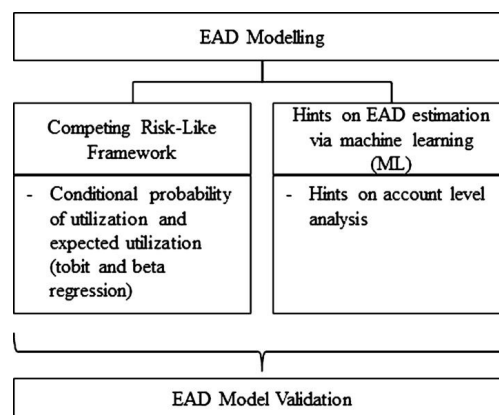 EAD Modelling
Competing Risk-Like
Framework
- Conditional probability
of utilization and
expected utilization
(tobit and beta
regression)
Hints on EAD estimation
via machine learning
(ML)
- Hints on account level
analysis
EAD Model Validation